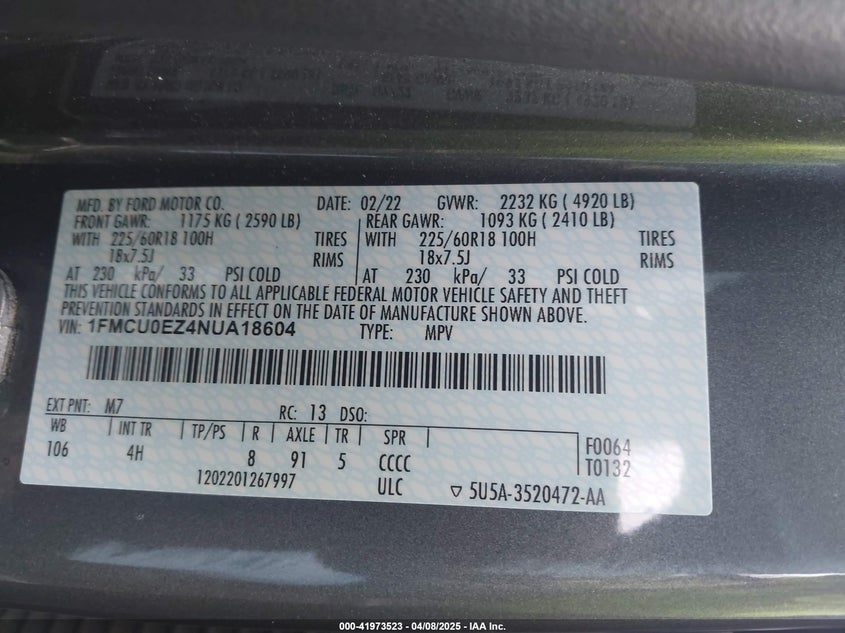 MFD. BY FORD MOTOR CO. DATE: 02/22 GVWR: 2232 KG ( 4920 LB)
FRONT GAWR: 1175 KG ( 2590 LB) REAR GAWR: 1093 KG ( 2410 LB)
WITH 225/60R18 100H TIRES WITH 225/60R18 100H TIRES
18x7.5J RIMS 18x7.5J RIMS
AT 230 kPa/ 33 PSI COLD AT 230 kPa/ 33 PSI COLD
THIS VEHICLE CONFORMS TO ALL APPLICABLE FEDERAL MOTOR VEHICLE SAFETY AND THEFT
PREVENTION STANDARDS IN EFFECT ON THE DATE OF MANUFACTURE SHOWN ABOVE.
VIN: 1FMCU0EZ4NUA18604 TYPE: MPV
EXT PNT: M7 RC: 13 DSO:
WB INT TR TP/PS R AXLE TR SPR F0064
106 4H 8 91 5 CCCC T0132
1202201267997 ULC ▽ 5U5A-3520472-AA
000-41973523 - 04/08/2025 - IAA Inc.